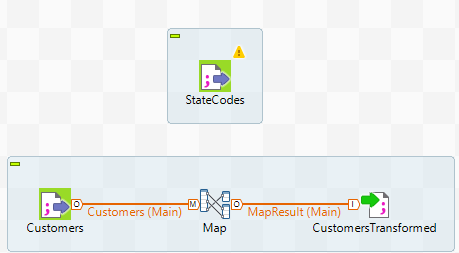 StateCodes
O Customers (Main) M O MapResult (Main) I
Customers Map CustomersTransformed